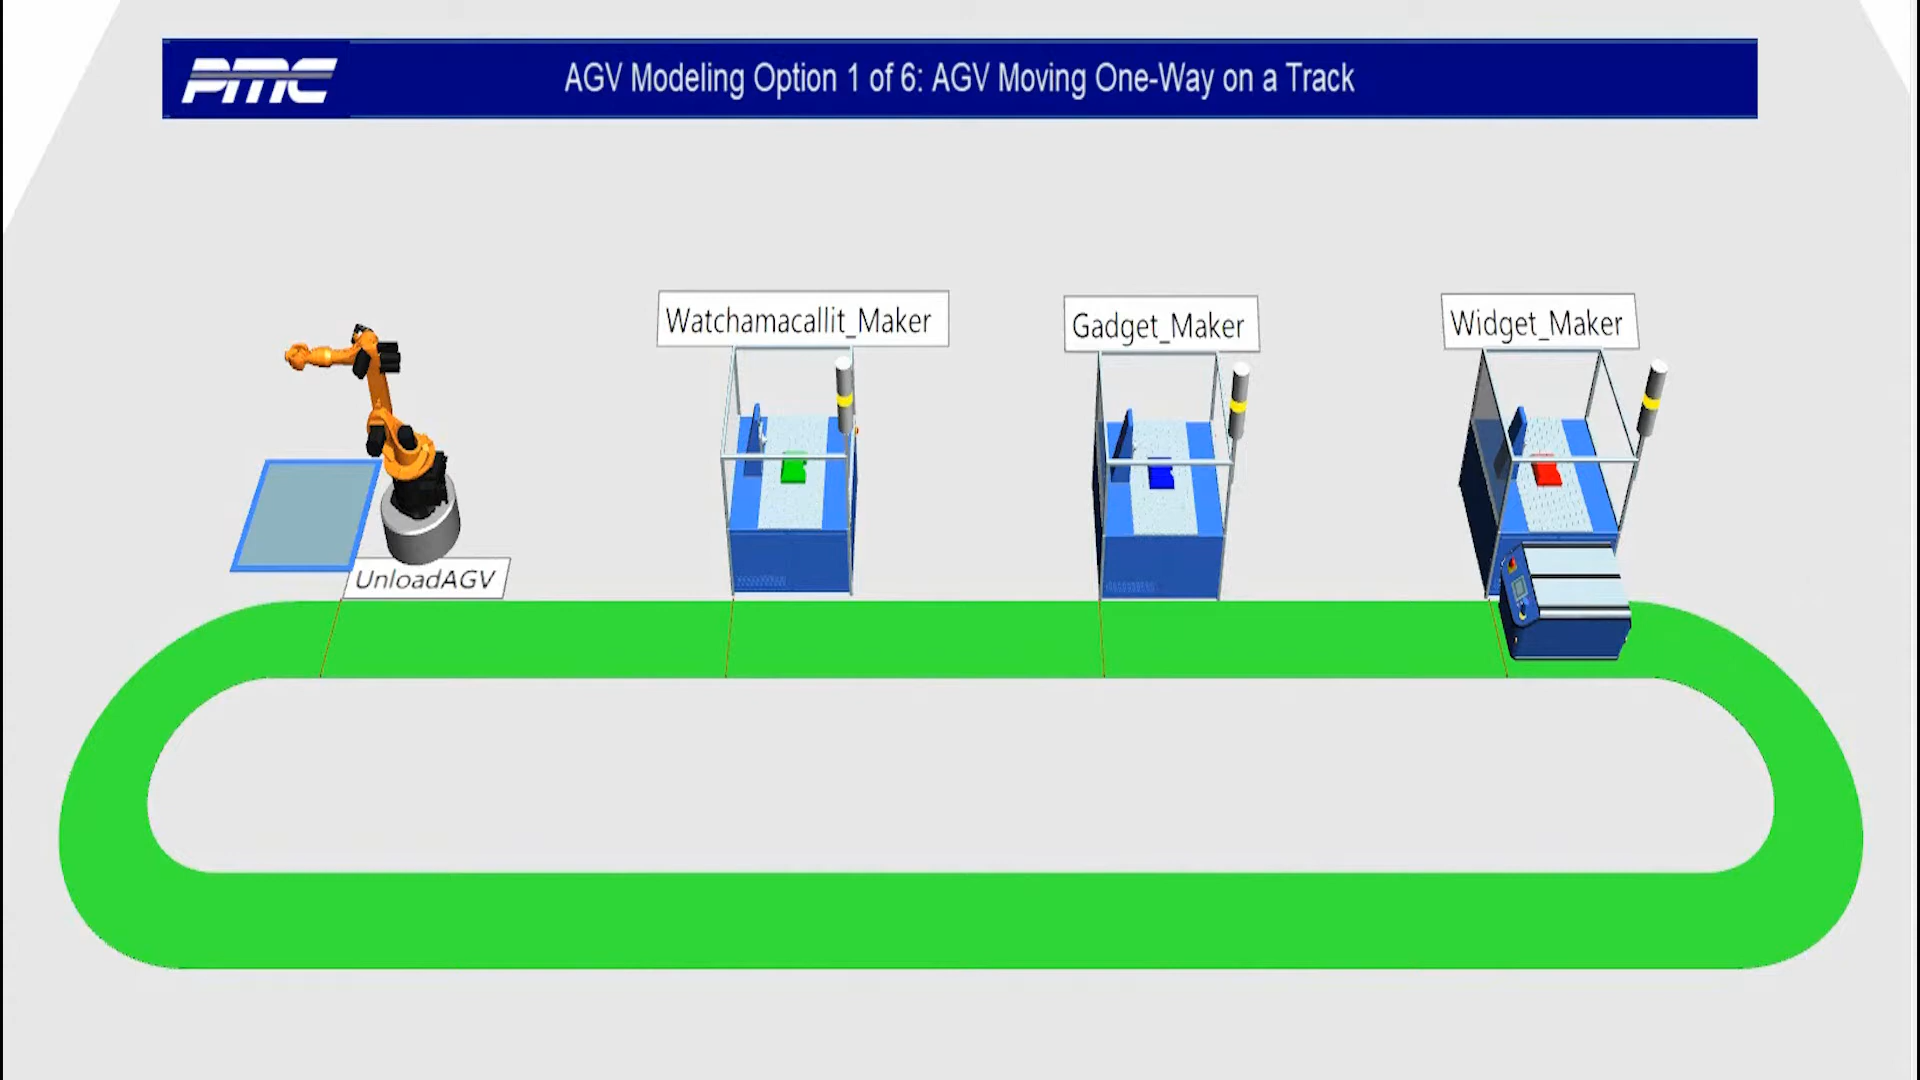 PMC
AGV Modeling Option 1 of 6: AGV Moving One-Way on a Track
Watchamacallit_Maker
Gadget_Maker
Widget_Maker
UnloadAGV